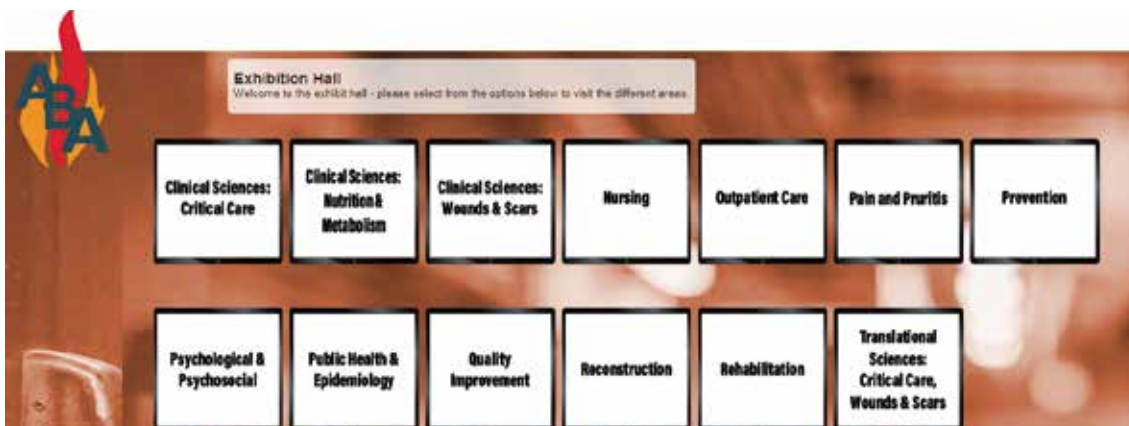 ABA
Exhibition Hall
Welcome to the exhibit hall - please select from the options below to visit the different areas.
Clinical Sciences:
Critical Care
Clinical Sciences:
Nutrition &
Metabolism
Clinical Sciences:
Wounds & Scars
Nursing
Outpatient Care
Pain and Pruritis
Prevention
Psychological &
Psychosocial
Public Health &
Epidemiology
Quality
Improvement
Reconstruction
Rehabilitation
Translational
Sciences:
Critical Care,
Wounds & Scars